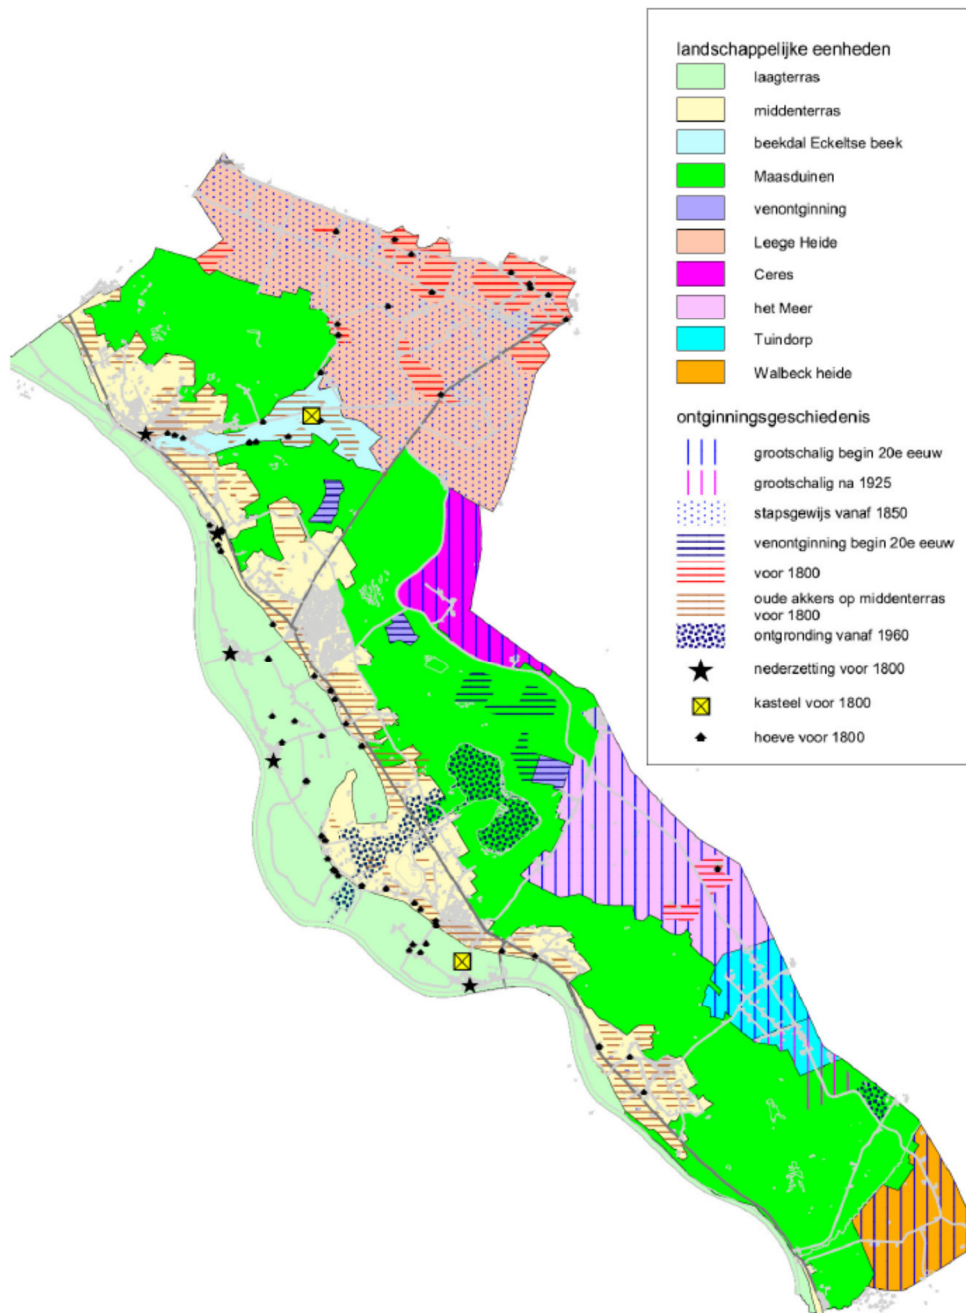 landschappelijke eenheden
laagterras
middenterras
beekdal Eckeltse beek
Maasduinen
venontginning
Leege Heide
Ceres
het Meer
Tuindorp
Walbeck heide
ontginningsgeschiedenis
grootschalig begin 20e eeuw
grootschalig na 1925
stapsgewijs vanaf 1850
venontginning begin 20e eeuw
voor 1800
oude akkers op middenterras
voor 1800
ontgronding vanaf 1960
nederzetting voor 1800
kasteel voor 1800
hoeve voor 1800